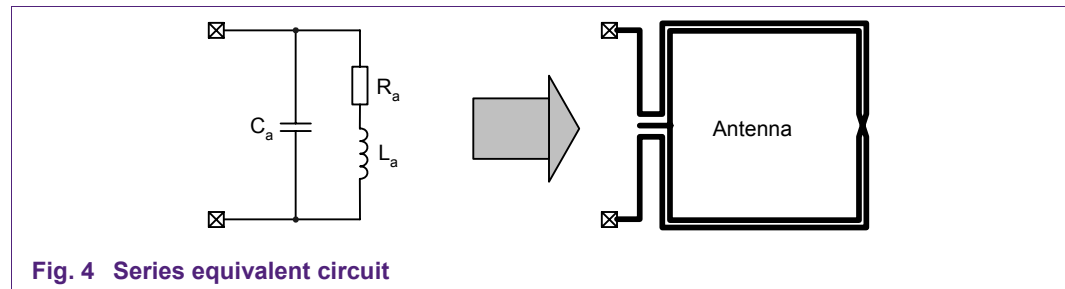 Rₐ
Cₐ
Lₐ
Antenna
Fig. 4 Series equivalent circuit